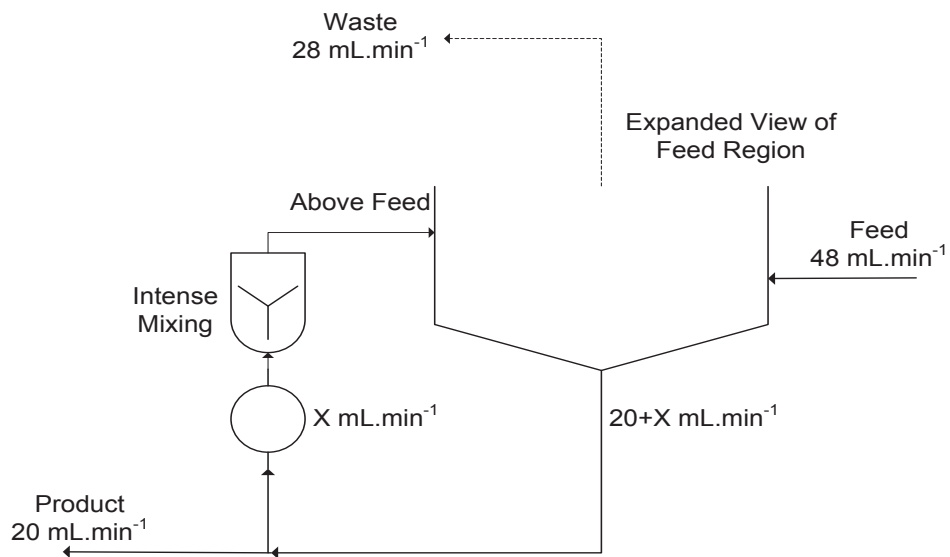 Waste
28 mL.min⁻¹
Expanded View of
Feed Region
Above Feed
Feed
48 mL.min⁻¹
Intense
Mixing
X mL.min⁻¹
20+X mL.min⁻¹
Product
20 mL.min⁻¹